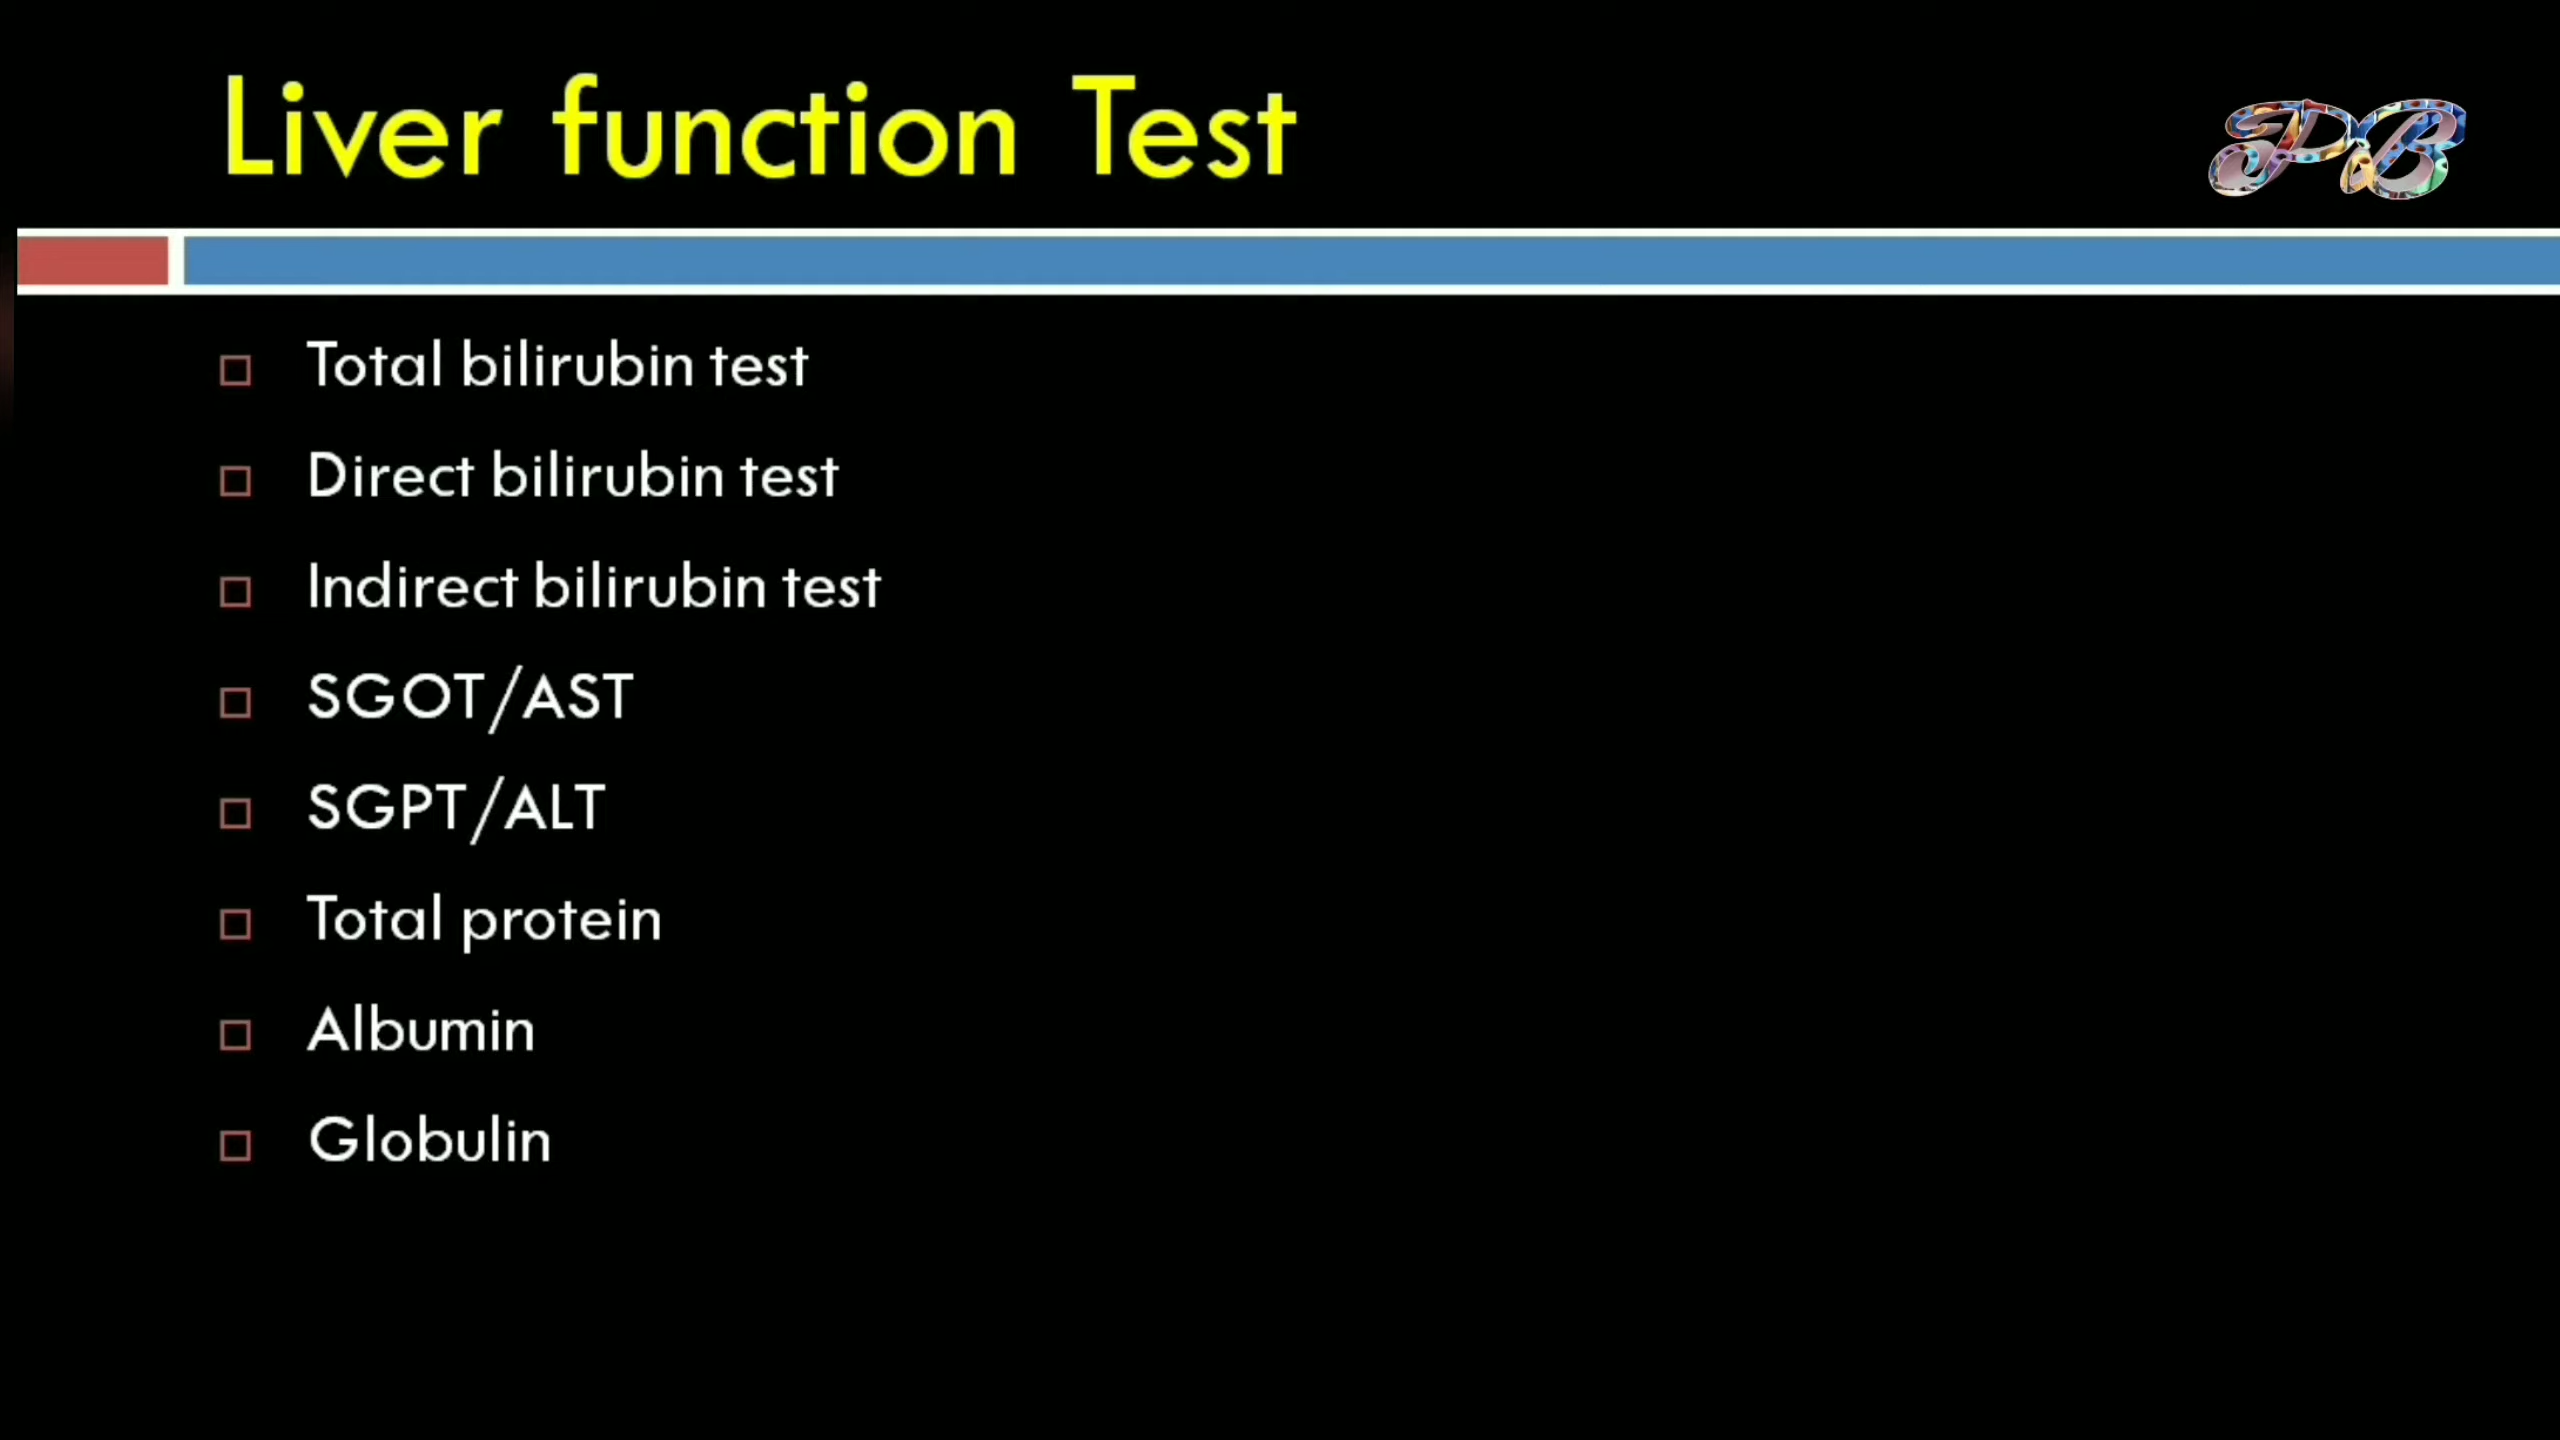 Liver function Test
PB
Total bilirubin test
Direct bilirubin test
Indirect bilirubin test
SGOT/AST
SGPT/ALT
Total protein
Albumin
Globulin